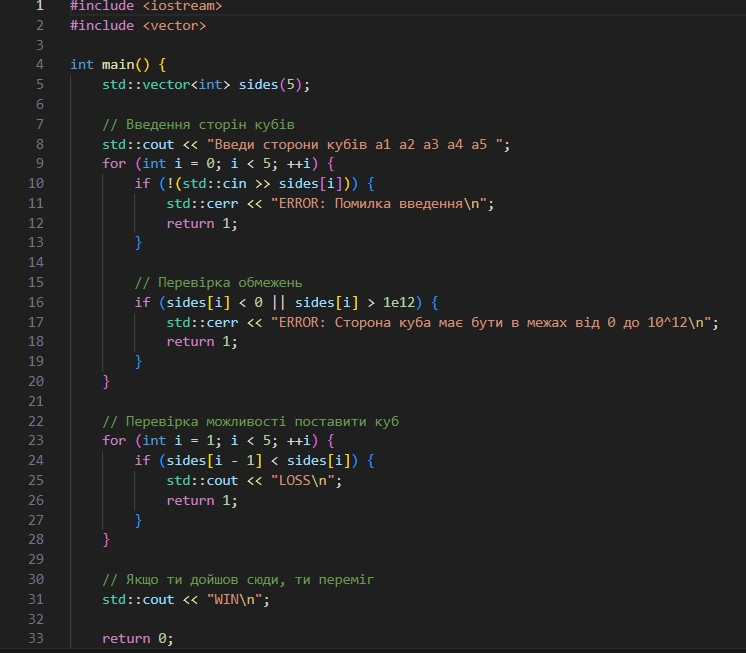 1 #include <iostream>
2 #include <vector>
3
4 int main() {
5     std::vector<int> sides(5);
6
7     // Введення сторін кубів
8     std::cout << "Введи сторони кубів a1 a2 a3 a4 a5 ";
9     for (int i = 0; i < 5; ++i) {
10         if (!(std::cin >> sides[i])) {
11             std::cerr << "ERROR: Помилка введення\n";
12             return 1;
13         }
14
15         // Перевірка обмежень
16         if (sides[i] < 0 || sides[i] > 1e12) {
17             std::cerr << "ERROR: Сторона куба має бути в межах від 0 до 10^12\n";
18             return 1;
19         }
20     }
21
22     // Перевірка можливості поставити куб
23     for (int i = 1; i < 5; ++i) {
24         if (sides[i - 1] < sides[i]) {
25             std::cout << "LOSS\n";
26             return 1;
27         }
28     }
29
30     // Якщо ти дойшов сюди, ти переміг
31     std::cout << "WIN\n";
32
33     return 0;